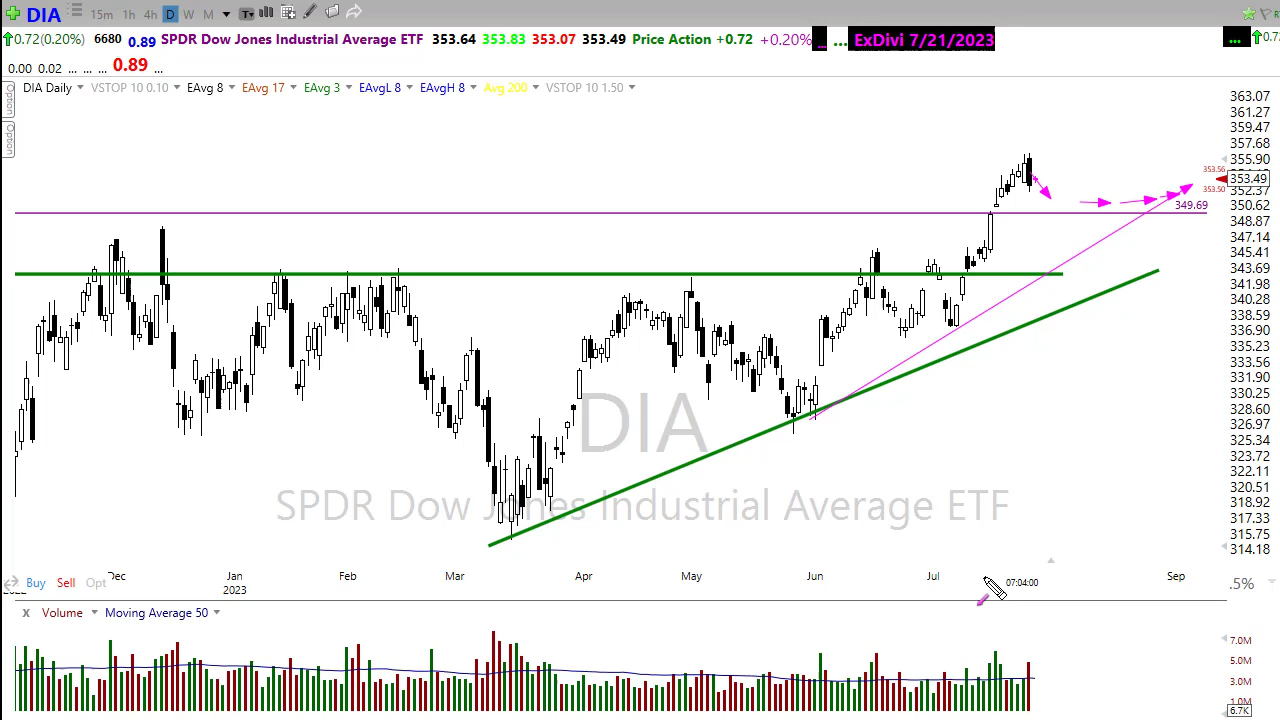 DIA 15m 1h 4h D W M
0.72(0.20%) 6680 0.89 SPDR Dow Jones Industrial Average ETF 353.64 353.83 353.07 353.49 Price Action +0.72 +0.20% ... ... ExDivi 7/21/2023 ...
0.00 0.02 ... ... ... 0.89 ...
DIA Daily VSTOP 10 0.10 EAvg 8 EAvg 17 EAvg 3 EAvgL 8 EAvgH 8 Avg 200 VSTOP 10 1.50
Option
Option
363.07
361.27
359.47
357.68
355.90
353.56
353.49
353.50
352.37
350.62
349.69
348.87
347.14
345.41
343.69
341.98
340.28
338.59
336.90
335.23
333.56
331.90
330.25
328.60
326.97
325.34
323.72
322.11
320.51
318.92
317.33
315.75
314.18
DIA
SPDR Dow Jones Industrial Average ETF
Dec Jan Feb Mar Apr May Jun Jul Sep
2023
Buy Sell Opt
07:04:00
.5%
X Volume Moving Average 50
7.0M
5.0M
3.0M
1.0M
6.7K